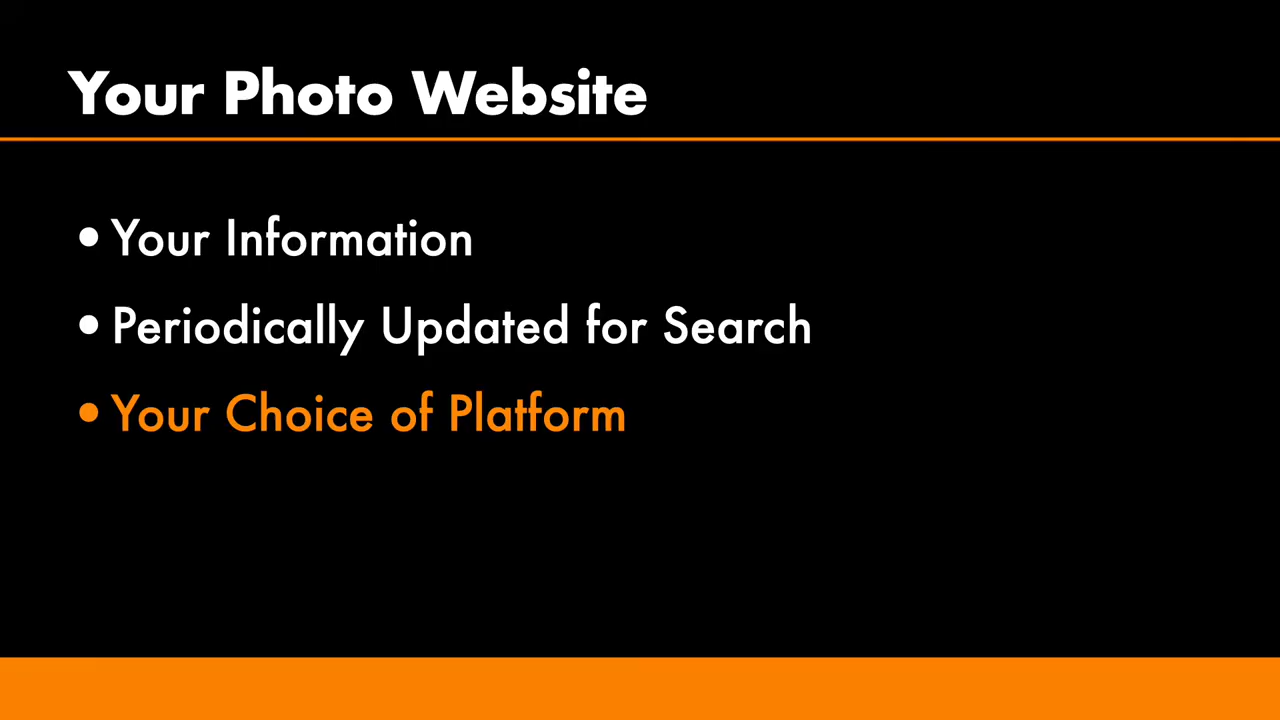 Your Photo Website
• Your Information
• Periodically Updated for Search
• Your Choice of Platform